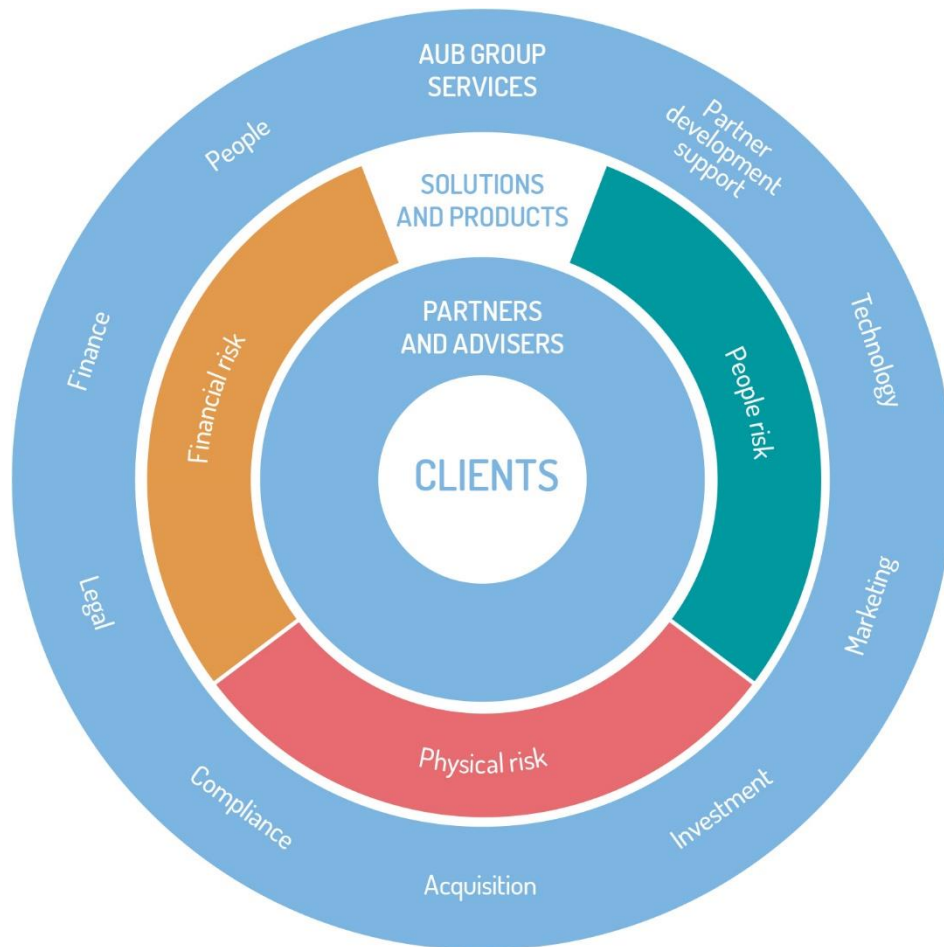 AUB GROUP
SERVICES
Partner
development
support
Technology
Marketing
Investment
Acquisition
Compliance
Legal
Finance
People
SOLUTIONS
AND PRODUCTS
People risk
Physical risk
Financial risk
PARTNERS
AND ADVISERS
CLIENTS